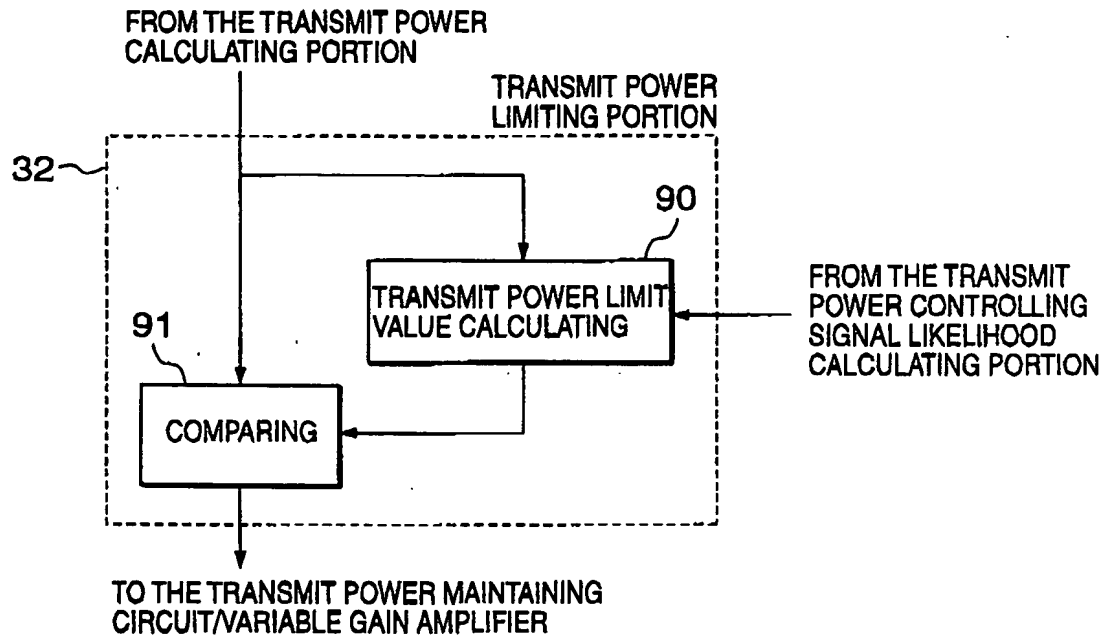 FROM THE TRANSMIT POWER
CALCULATING PORTION
TRANSMIT POWER
LIMITING PORTION
32
90
TRANSMIT POWER LIMIT
VALUE CALCULATING
FROM THE TRANSMIT
POWER CONTROLLING
SIGNAL LIKELIHOOD
CALCULATING PORTION
91
COMPARING
TO THE TRANSMIT POWER MAINTAINING
CIRCUIT/VARIABLE GAIN AMPLIFIER